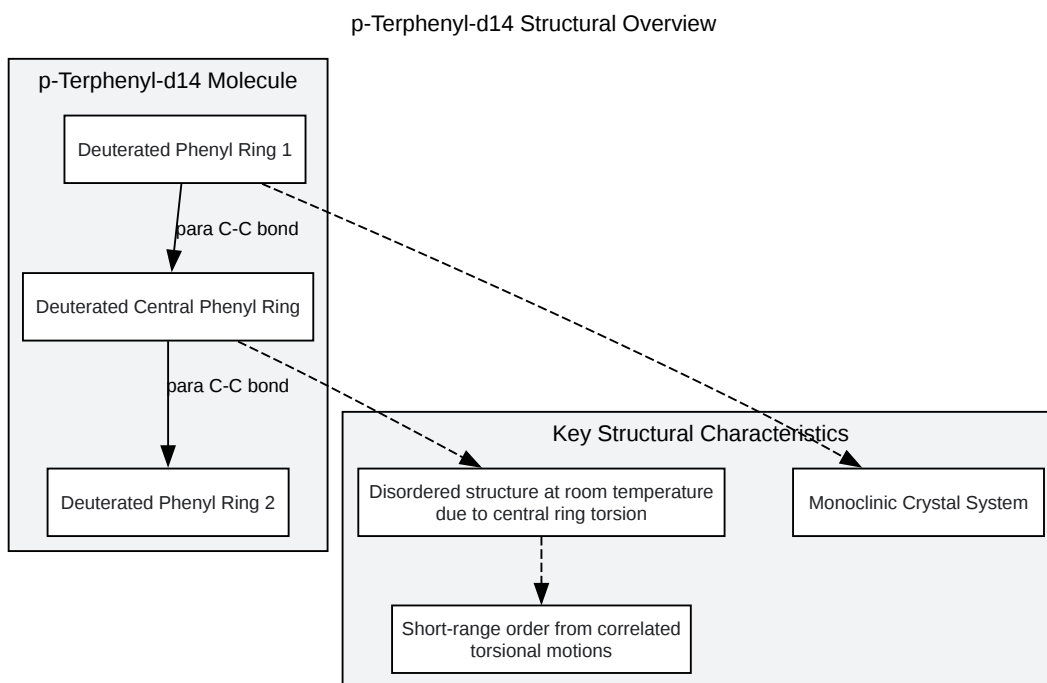 p-Terphenyl-d14 Structural Overview
p-Terphenyl-d14 Molecule
Deuterated Phenyl Ring 1
para C-C bond
Deuterated Central Phenyl Ring
para C-C bond
Deuterated Phenyl Ring 2
Key Structural Characteristics
Disordered structure at room temperature
due to central ring torsion
Monoclinic Crystal System
Short-range order from correlated
torsional motions